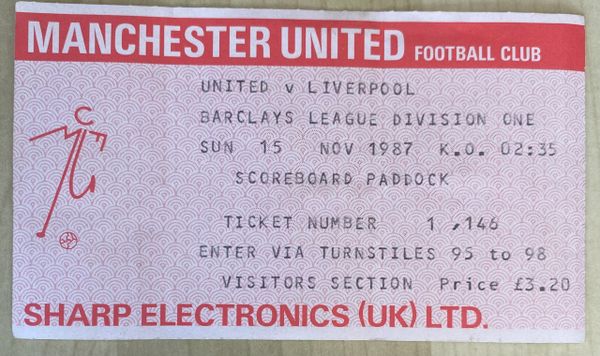 MANCHESTER UNITED FOOTBALL CLUB
UNITED v LIVERPOOL
BARCLAYS LEAGUE DIVISION ONE
SUN 15 NOV 1987 K.O. 02:35
SCOREBOARD PADDOCK
TICKET NUMBER 1 ,146
ENTER VIA TURNSTILES 95 to 98
VISITORS SECTION Price £3.20
SHARP ELECTRONICS (UK) LTD.